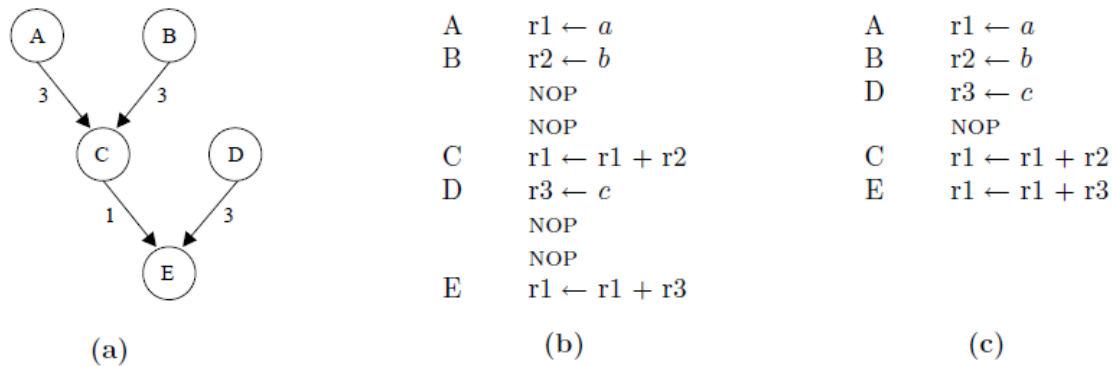 A
B
3
3
C
D
1
3
E
(a)
A r1 ← a
B r2 ← b
NOP
NOP
C r1 ← r1 + r2
D r3 ← c
NOP
NOP
E r1 ← r1 + r3
(b)
A r1 ← a
B r2 ← b
D r3 ← c
NOP
C r1 ← r1 + r2
E r1 ← r1 + r3
(c)